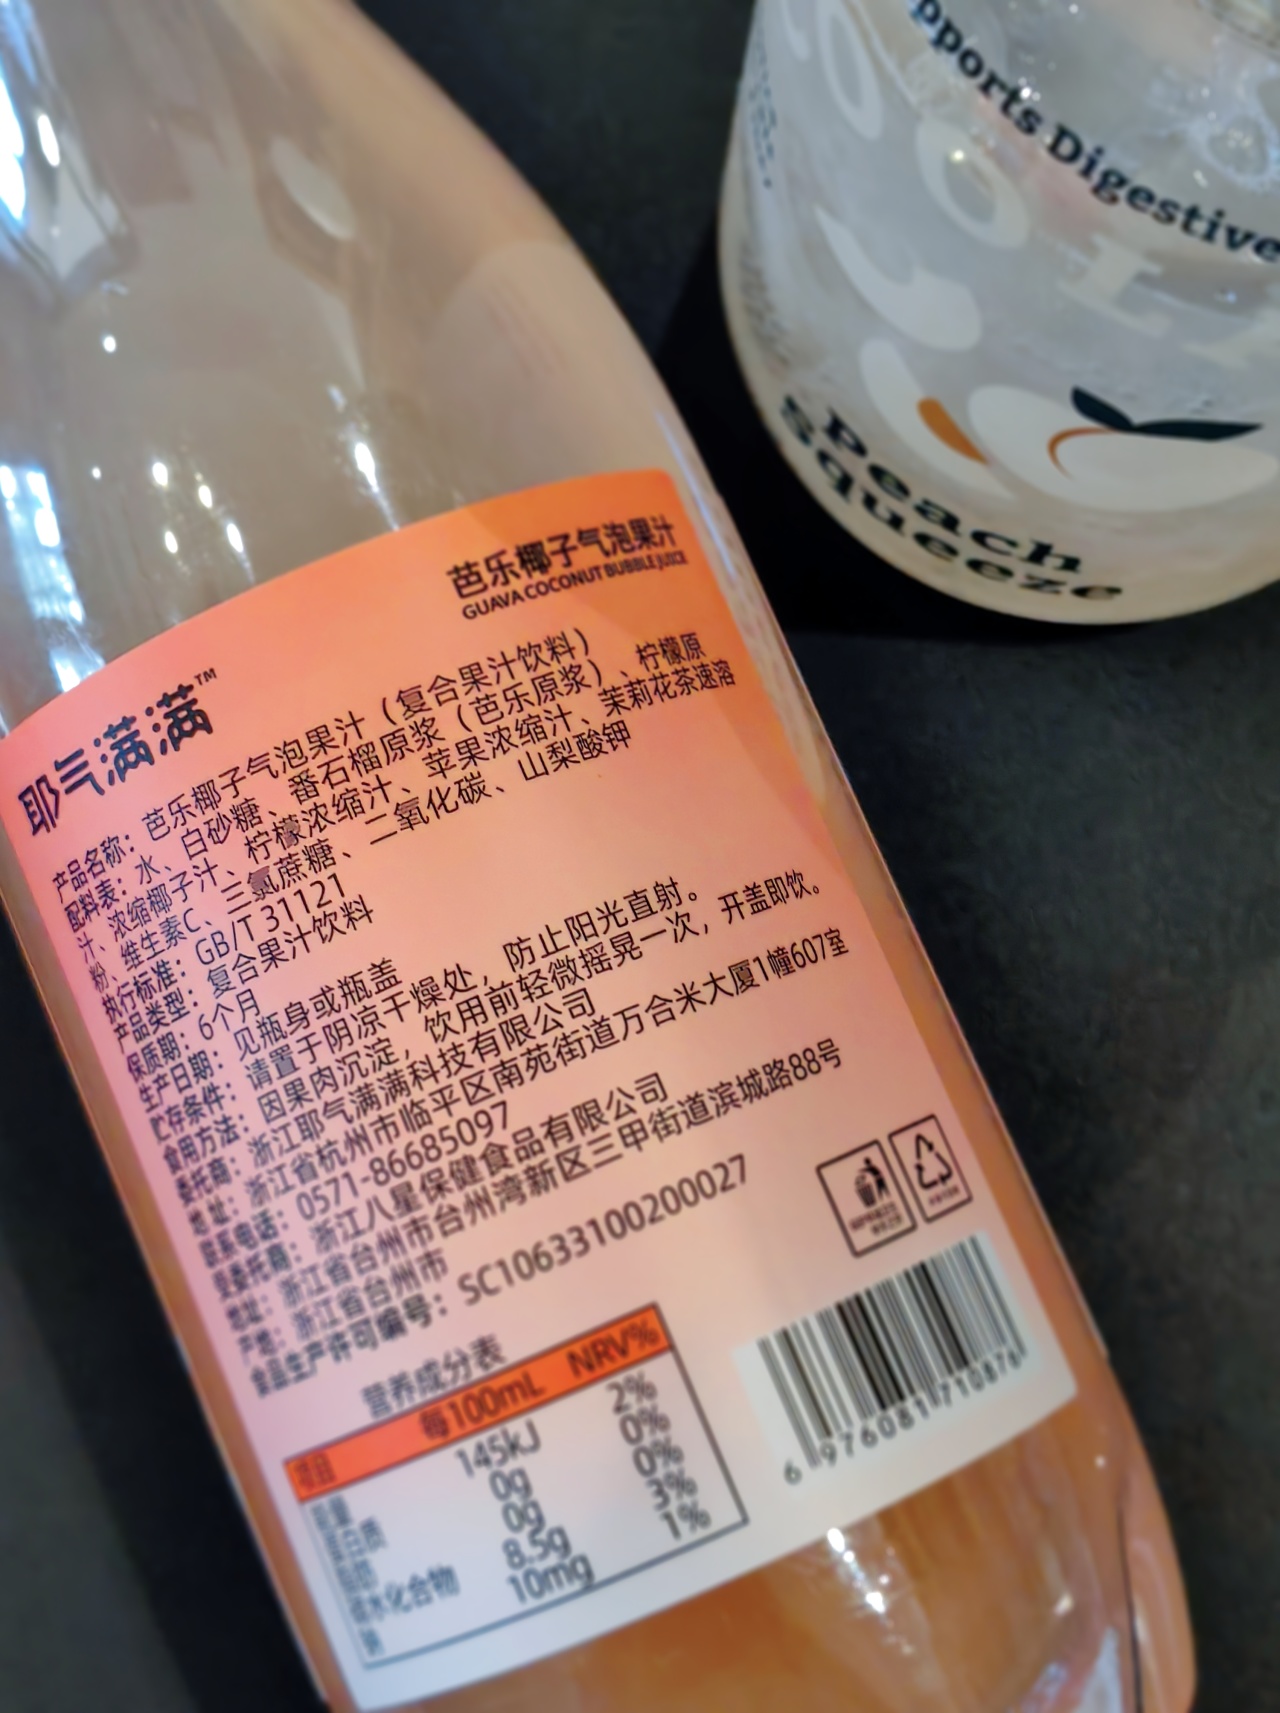 pports Digestive
Peach
Squeeze
芭乐椰子气泡果汁
GUAVA COCONUT BUBBLE JUICE
耶气满满™
产品名称：芭乐椰子气泡果汁（复合果汁饮料）
配料表：水、白砂糖、番石榴原浆（芭乐原浆）、柠檬原
汁、浓缩椰子汁、柠檬浓缩汁、苹果浓缩汁、茉莉花茶速溶
粉、维生素C、三氯蔗糖、二氧化碳、山梨酸钾
执行标准：GB/T 31121
产品类型：复合果汁饮料
保质期：6个月
生产日期：见瓶身或瓶盖
贮存条件：请置于阴凉干燥处，防止阳光直射。
食用方法：因果肉沉淀，饮用前轻微摇晃一次，开盖即饮。
委托商：浙江耶气满满科技有限公司
地址：浙江省杭州市临平区南苑街道万合米大厦1幢607室
联系电话：0571-86685097
受委托商：浙江八星保健食品有限公司
地址：浙江省台州市台州湾新区三甲街道滨城路88号
产地：浙江省台州市
食品生产许可编号：SC10633100200027
营养成分表
项目 每100mL NRV%
能量 145kJ 2%
蛋白质 0g 0%
脂肪 0g 0%
碳水化合物 8.5g 3%
钠 10mg 1%
6 976081 710876